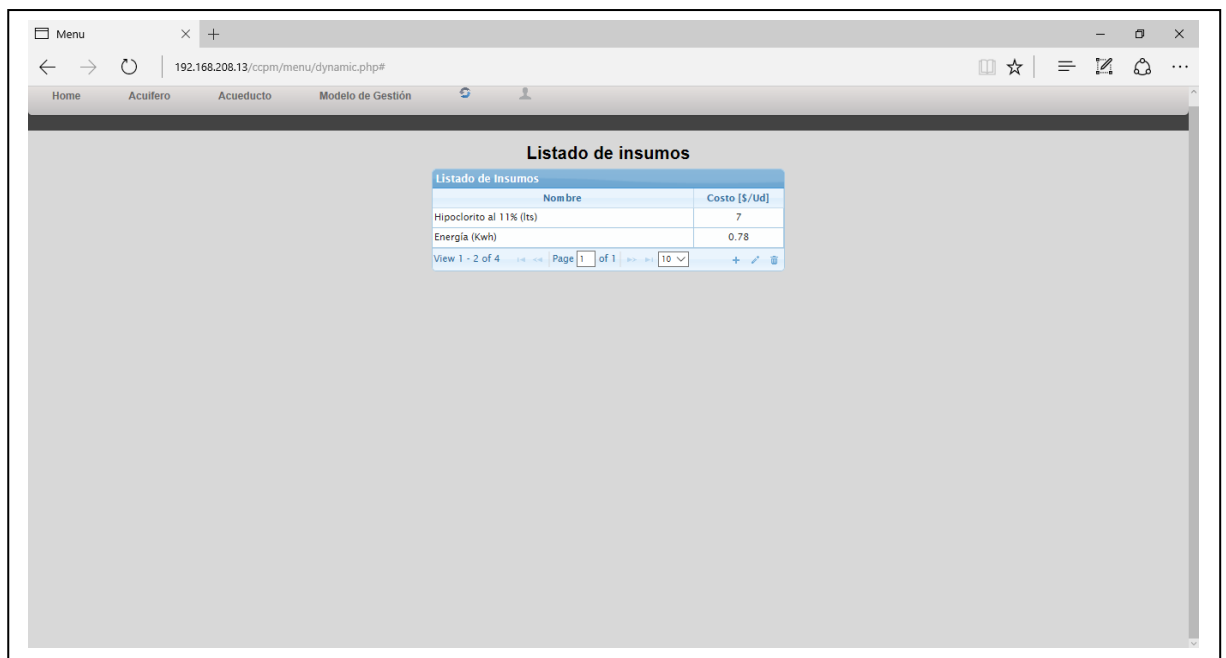 Menu
192.168.208.13/ccpm/menu/dynamic.php#
Home Acuifero Acueducto Modelo de Gestión
Listado de insumos
Listado de Insumos
Nombre Costo [$/Ud]
Hipoclorito al 11% (lts) 7
Energía (Kwh) 0.78
View 1 - 2 of 4 Page 1 of 1 10